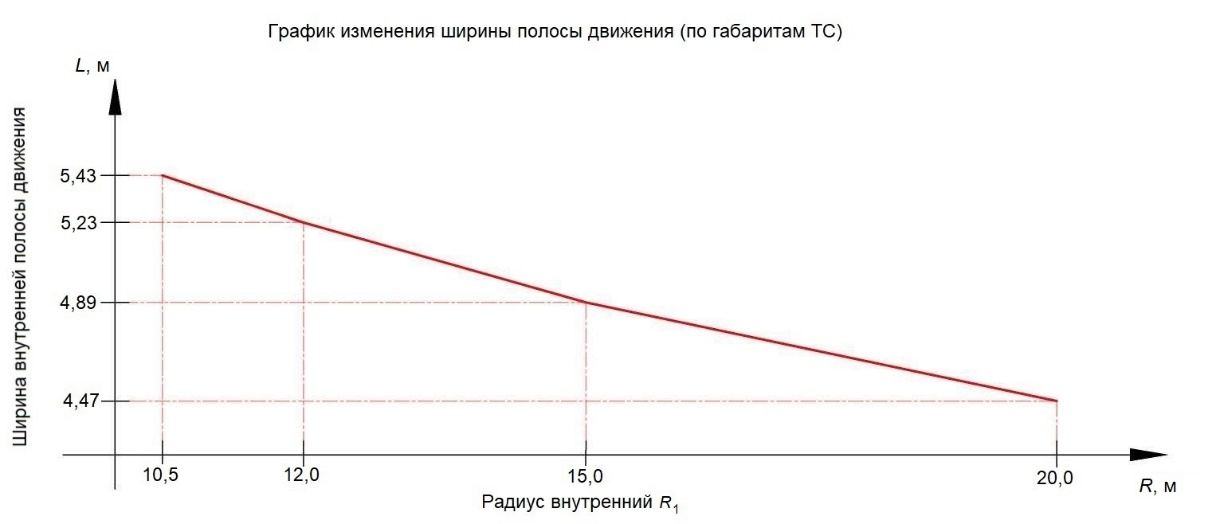 График изменения ширины полосы движения (по габаритам ТС)
L, м
Ширина внутренней полосы движения
5,43
5,23
4,89
4,47
10,5
12,0
15,0
20,0
R, м
Радиус внутренний R₁